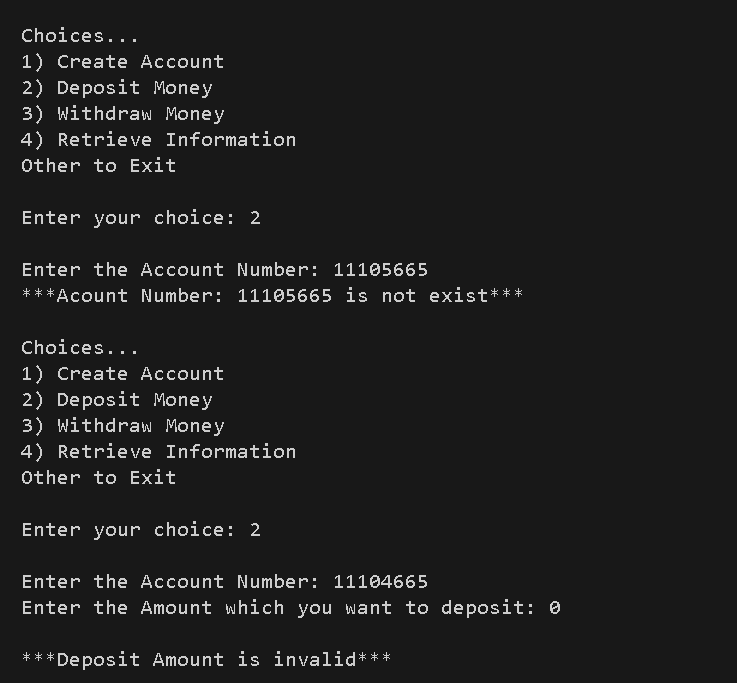 Choices...
1) Create Account
2) Deposit Money
3) Withdraw Money
4) Retrieve Information
Other to Exit
Enter your choice: 2
Enter the Account Number: 11105665
***Acount Number: 11105665 is not exist***
Choices...
1) Create Account
2) Deposit Money
3) Withdraw Money
4) Retrieve Information
Other to Exit
Enter your choice: 2
Enter the Account Number: 11104665
Enter the Amount which you want to deposit: 0
***Deposit Amount is invalid***